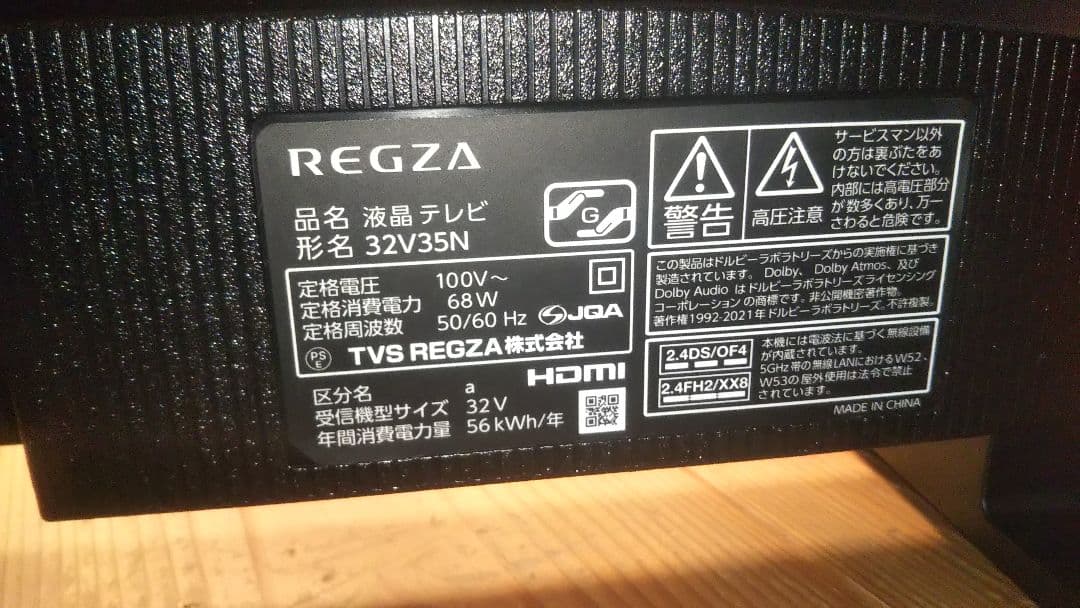 REGZA
品名 液晶テレビ
形名 32V35N
G
定格電圧 100V～
定格消費電力 68W
定格周波数 50/60 Hz JQA
PS E TVS REGZA株式会社
HDMI
区分名 a
受信機型サイズ 32V
年間消費電力量 56kWh/年
警告
高圧注意
サービスマン以外
の方は裏ぶたをあ
けないでください。
内部には高電圧部分
が数多くあり、万一
さわると危険です。
この製品はドルビーラボラトリーズからの実施権に基づき
製造されています。Dolby、Dolby Atmos、及び
Dolby Audio はドルビーラボラトリーズライセンシング
コーポレーションの商標です。非公開機密著作物。
著作権1992-2021年ドルビーラボラトリーズ。不許複製。
2.4DS/OF4
2.4FH2/XX8
本機には電波法に基づく無線設備
が内蔵されています。
5GHz 帯の無線LANにおけるW52、
W53の屋外使用は法令で禁止
されています。
MADE IN CHINA